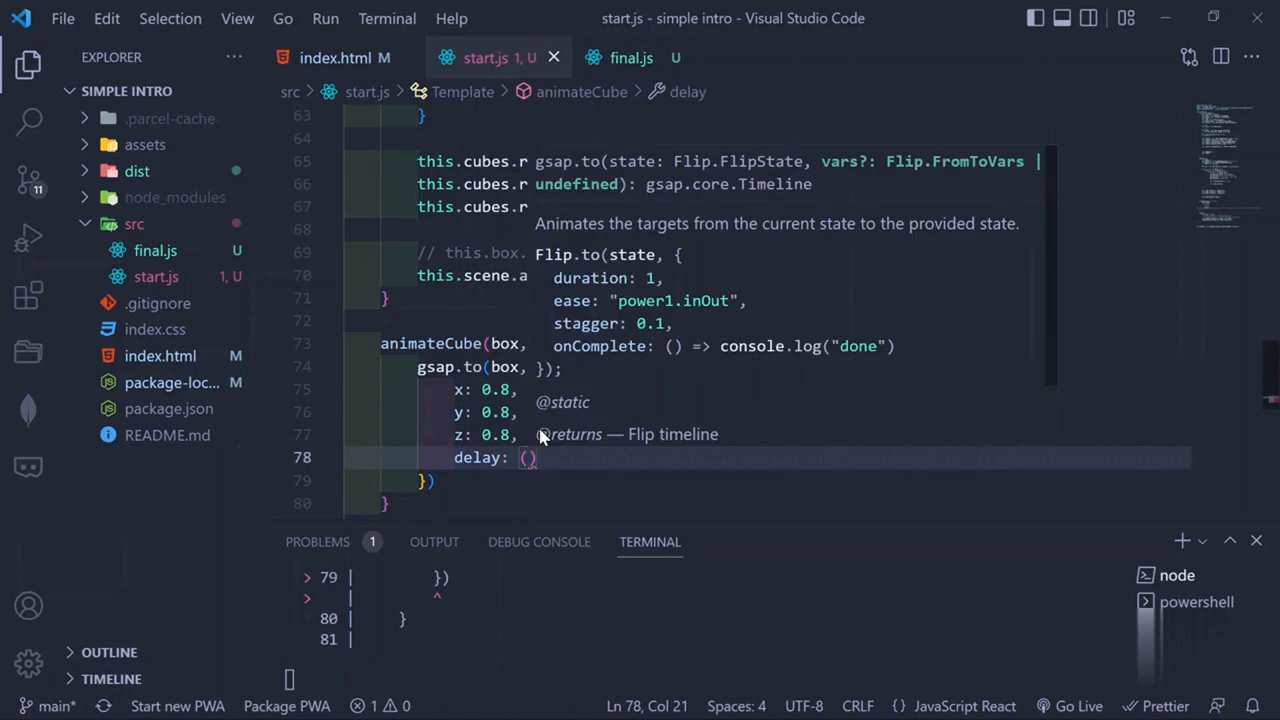 File Edit Selection View Go Run Terminal Help start.js - simple intro - Visual Studio Code
EXPLORER
index.html M
start.js 1, U
final.js U
SIMPLE INTRO
.parcel-cache
assets
dist
node_modules
src
final.js U
start.js 1, U
.gitignore
index.css
index.html M
package-loc... M
package.json
README.md
OUTLINE
TIMELINE
11
src start.js Template animateCube delay
63 }
64
65 this.cubes.r
66 this.cubes.r
67 this.cubes.r
68
69 // this.box.
70 this.scene.a
71 }
72
73 animateCube(box,
74 gsap.to(box,
75 x: 0.8,
76 y: 0.8,
77 z: 0.8,
78 delay: ()
79 })
80 }
gsap.to(state: Flip.FlipState, vars?: Flip.FromToVars |
undefined): gsap.core.Timeline
Animates the targets from the current state to the provided state.
Flip.to(state, {
duration: 1,
ease: "power1.inOut",
stagger: 0.1,
onComplete: () => console.log("done")
});
@static
@returns — Flip timeline
PROBLEMS 1 OUTPUT DEBUG CONSOLE TERMINAL
> 79 | })
> | ^
80 | }
81 |
node
powershell
main* Start new PWA Package PWA 1 0 Ln 78, Col 21 Spaces: 4 UTF-8 CRLF {} JavaScript React Go Live Prettier